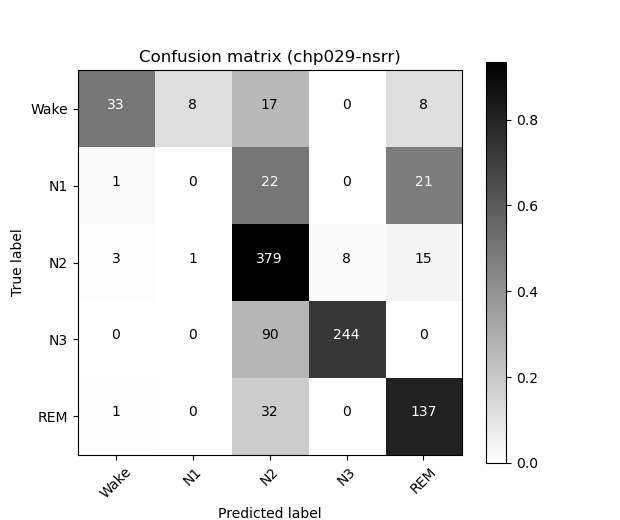 Confusion matrix (chp029-nsrr)
True label
Wake 33 8 17 0 8
N1 1 0 22 0 21
N2 3 1 379 8 15
N3 0 0 90 244 0
REM 1 0 32 0 137
Wake N1 N2 N3 REM
Predicted label
0.8
0.6
0.4
0.2
0.0